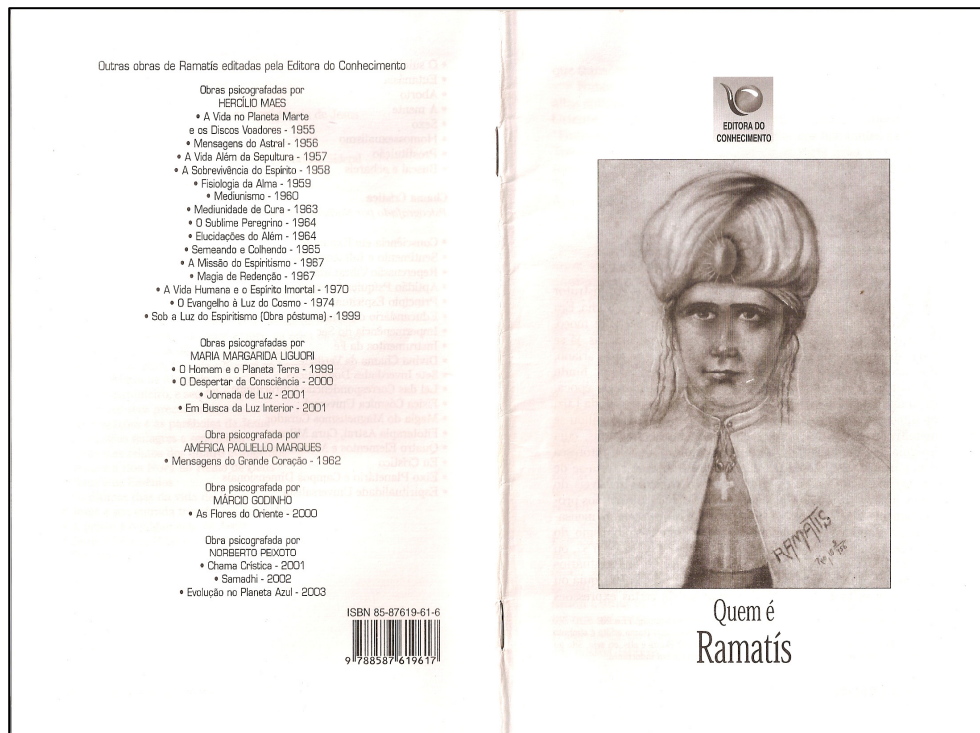 Outras obras de Ramatís editadas pela Editora do Conhecimento
Obras psicografadas por
HERCÍLIO MAES
• A Vida no Planeta Marte
e os Discos Voadores - 1955
• Mensagens do Astral - 1956
• A Vida Além da Sepultura - 1957
• A Sobrevivência do Espírito - 1958
• Fisiologia da Alma - 1959
• Mediunismo - 1960
• Mediunidade de Cura - 1963
• O Sublime Peregrino - 1964
• Elucidações do Além - 1964
• Semeando e Colhendo - 1965
• A Missão do Espiritismo - 1967
• Magia de Redenção - 1967
• A Vida Humana e o Espírito Imortal - 1970
• O Evangelho à Luz do Cosmo - 1974
• Sob a Luz do Espiritismo (Obra póstuma) - 1999
Obras psicografadas por
MARIA MARGARIDA LIGUORI
• O Homem e o Planeta Terra - 1999
• O Despertar da Consciência - 2000
• Jornada de Luz - 2001
• Em Busca da Luz Interior - 2001
Obra psicografada por
AMÉRICA PAOLIELLO MARQUES
• Mensagens do Grande Coração - 1962
Obra psicografada por
MÁRCIO GODINHO
• As Flores do Oriente - 2000
Obra psicografada por
NORBERTO PEIXOTO
• Chama Crística - 2001
• Samadhi - 2002
• Evolução no Planeta Azul - 2003
ISBN 85-87619-61-6
9 788587 619617
EDITORA DO
CONHECIMENTO
RAMATIS
Quem é
Ramatís